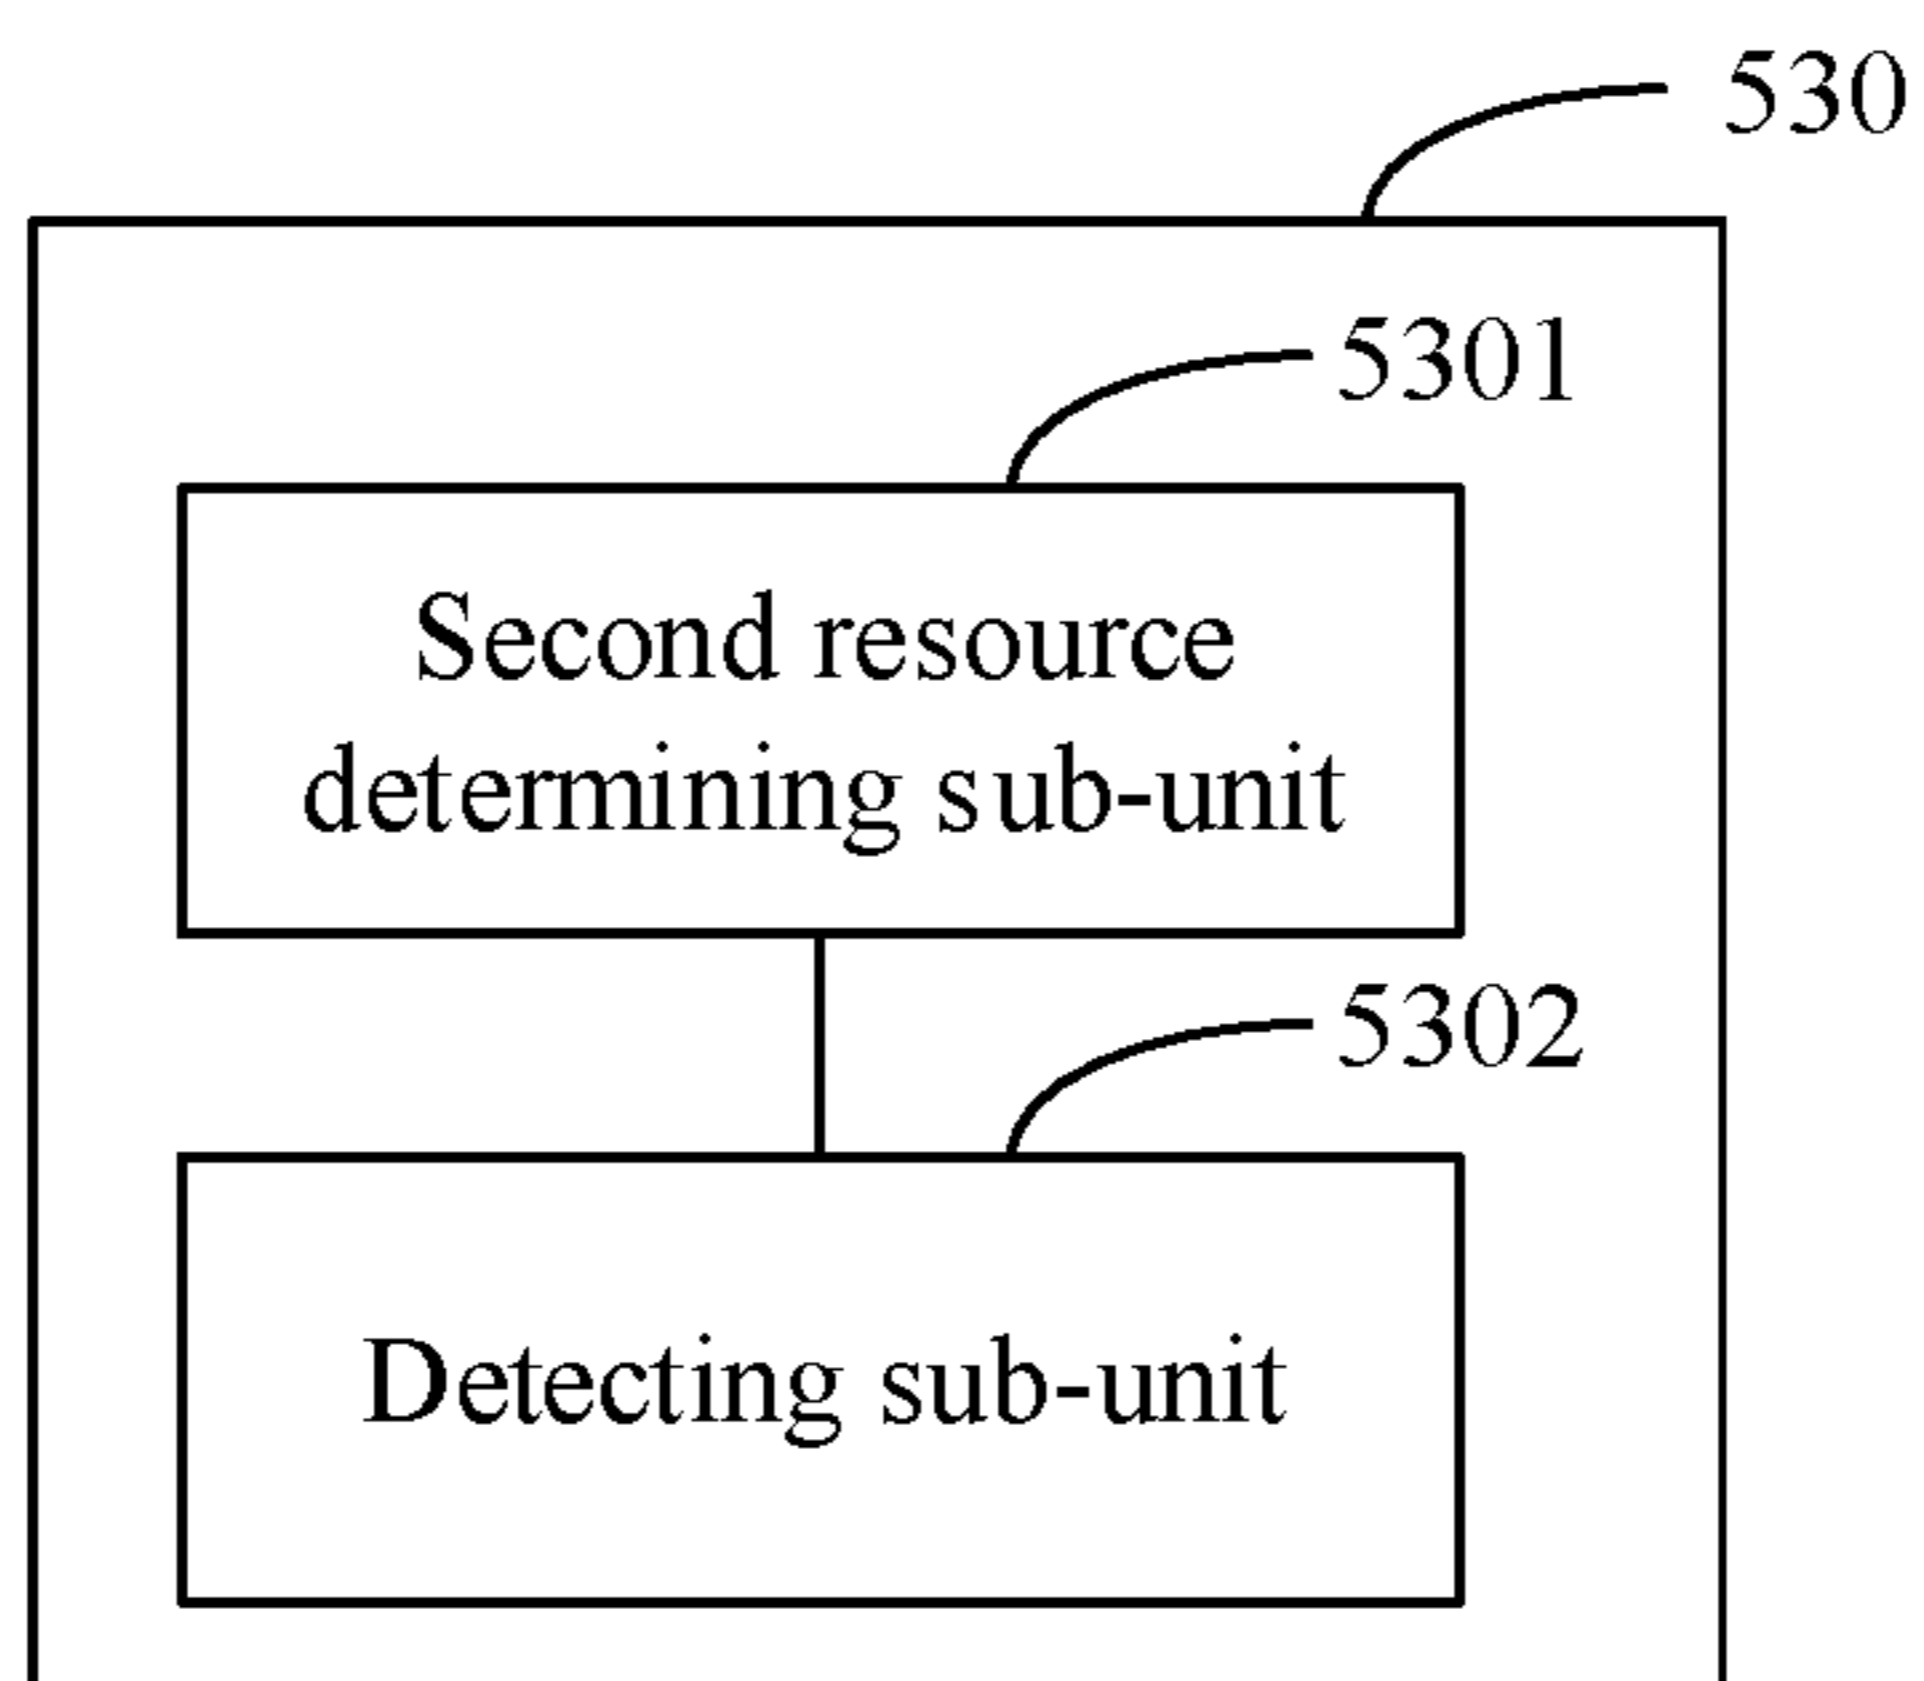 530
5301
Second resource
determining sub-unit
5302
Detecting sub-unit